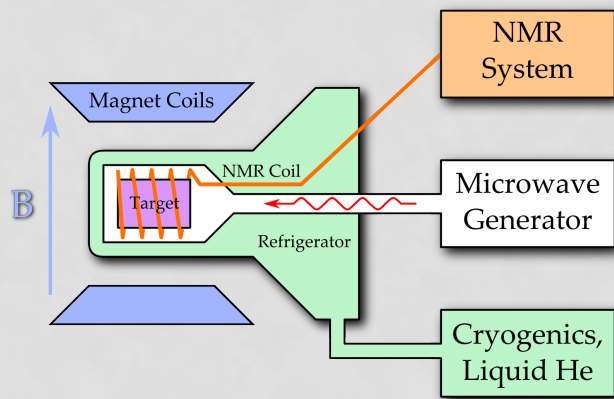 NMR
System
Magnet Coils
NMR Coil
B
Target
Microwave
Generator
Refrigerator
Cryogenics,
Liquid He